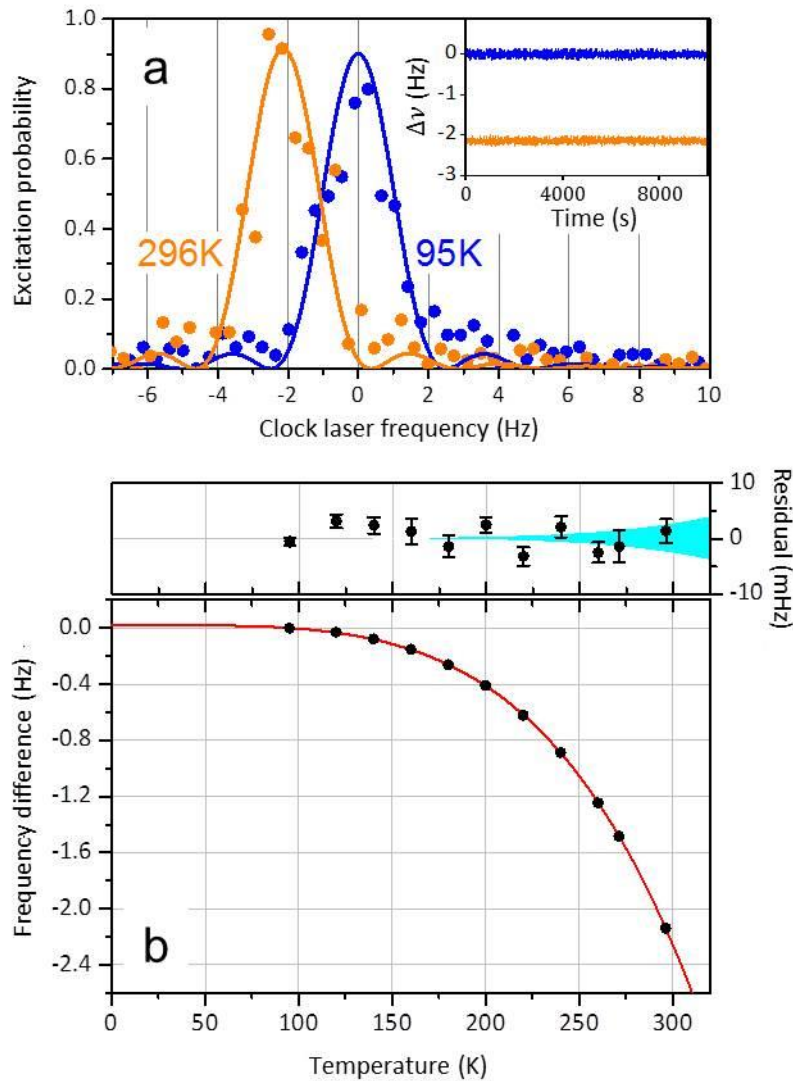 a
1.0
0.8
0.6
0.4
0.2
0.0
Excitation probability
296K
95K
-6 -4 -2 0 2 4 6 8 10
Clock laser frequency (Hz)
0
-1
-2
-3
Δν (Hz)
0 4000 8000
Time (s)
10
0
-10
Residual (mHz)
0.0
-0.4
-0.8
-1.2
-1.6
-2.0
-2.4
Frequency difference (Hz)
b
0 50 100 150 200 250 300
Temperature (K)